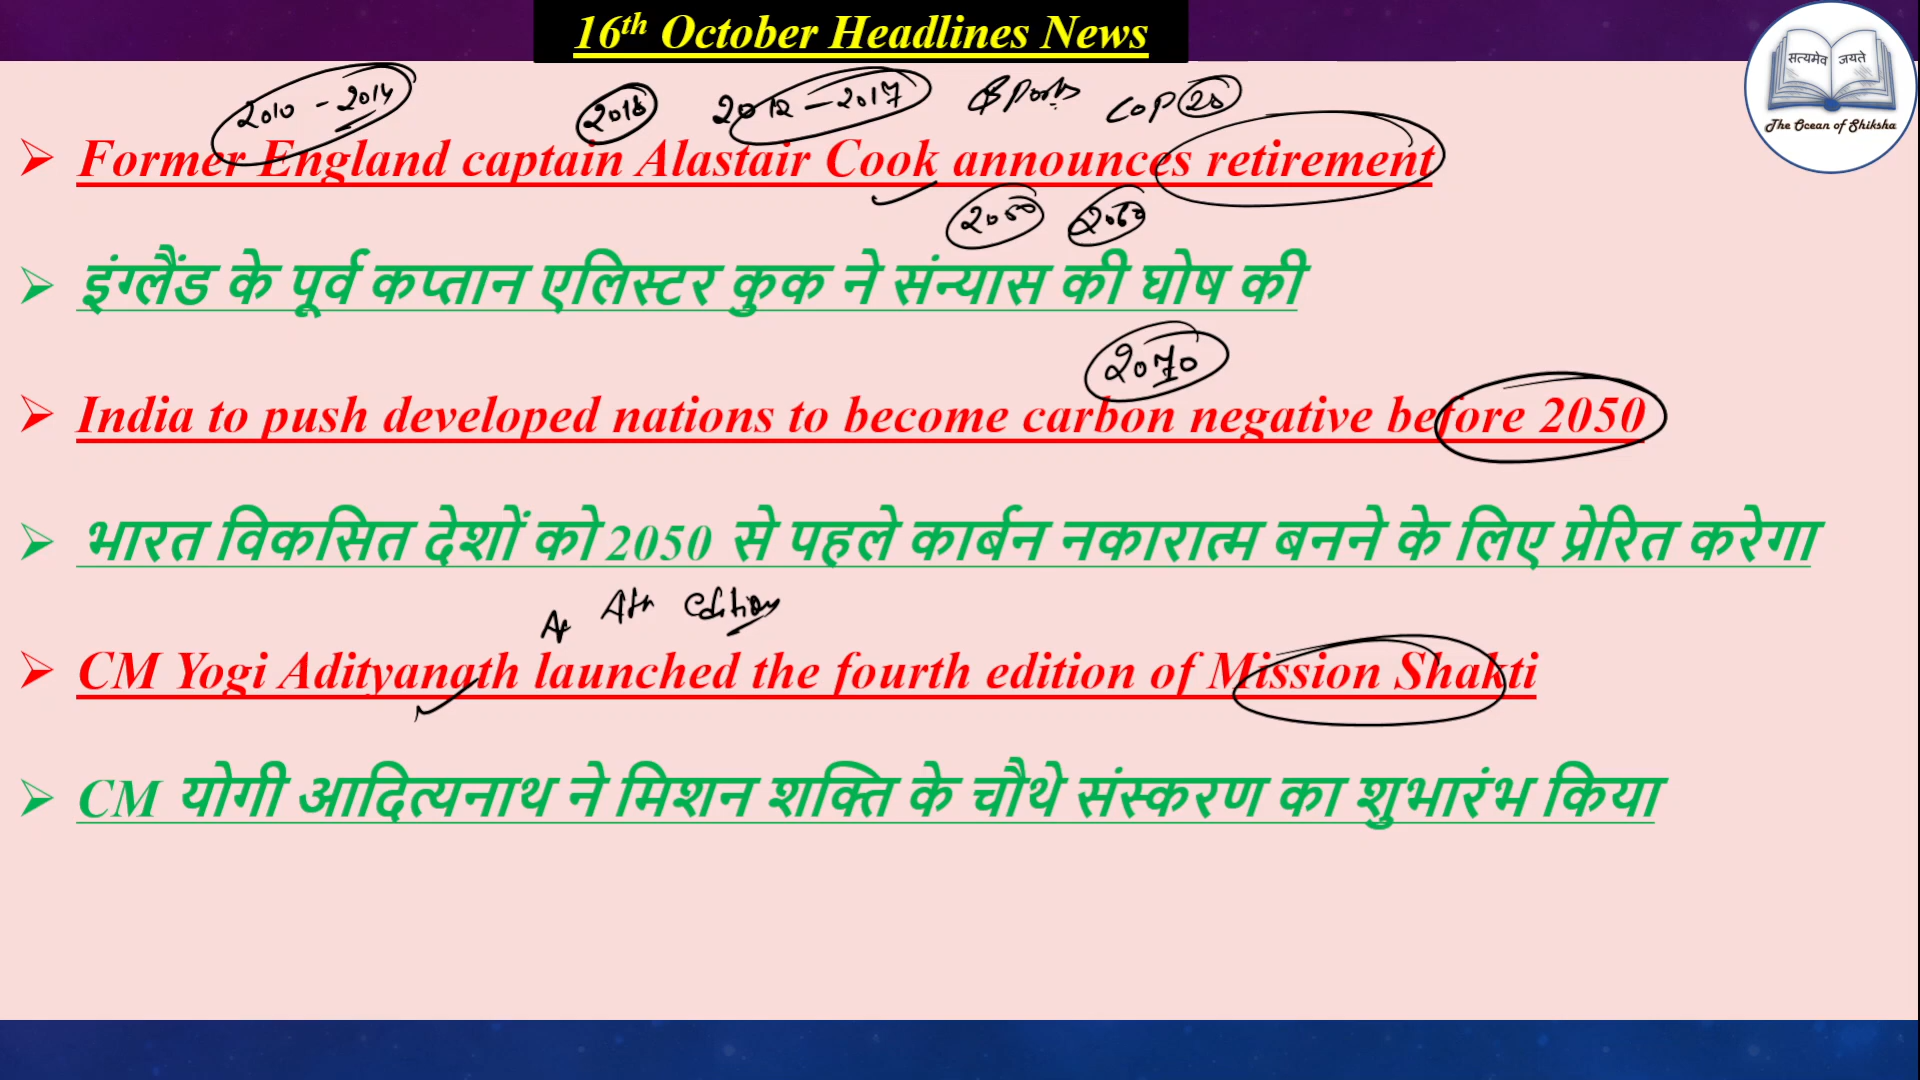 16th October Headlines News
सत्यमेव जयते
The Ocean of Shiksha
2010 - 2014 2018 2012 - 2017 Sports COP 28
Former England captain Alastair Cook announces retirement
2050 2060
इंग्लैंड के पूर्व कप्तान एलिस्टर कुक ने संन्यास की घोष की
2070
India to push developed nations to become carbon negative before 2050
भारत विकसित देशों को 2050 से पहले कार्बन नकारात्म बनने के लिए प्रेरित करेगा
4th edition
CM Yogi Adityanath launched the fourth edition of Mission Shakti
CM योगी आदित्यनाथ ने मिशन शक्ति के चौथे संस्करण का शुभारंभ किया